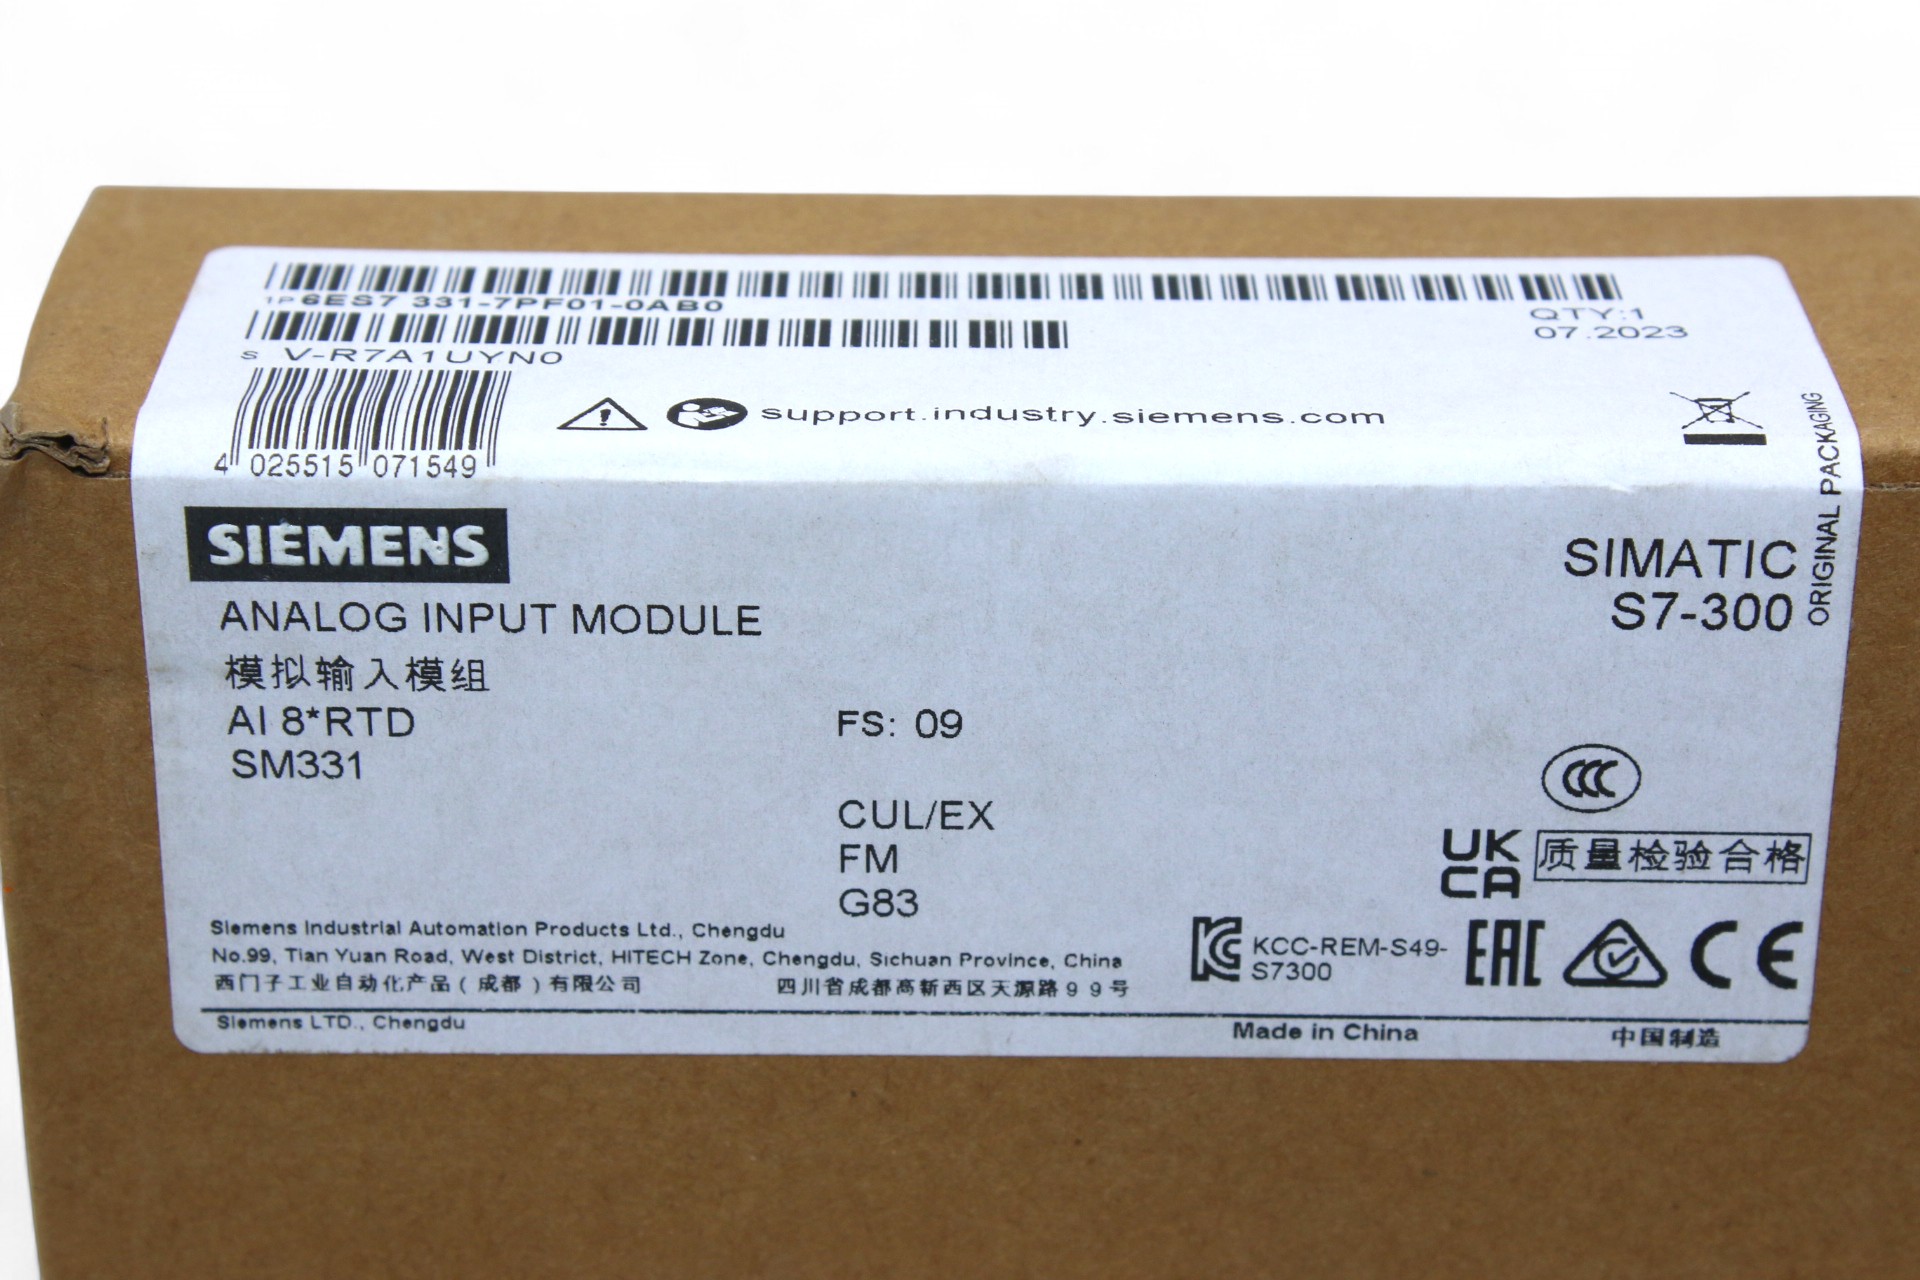 1P 6ES7 331-7PF01-0AB0
QTY:1
07.2023
S V-R7A1UYN0
4 025515 071549
support.industry.siemens.com
ORIGINAL PACKAGING
SIEMENS
SIMATIC
S7-300
ANALOG INPUT MODULE
模拟输入模组
AI 8*RTD
FS: 09
SM331
CCC
CUL/EX
FM
G83
UK
CA
质量检验合格
Siemens Industrial Automation Products Ltd., Chengdu
No.99, Tian Yuan Road, West District, HITECH Zone, Chengdu, Sichuan Province, China
西门子工业自动化产品(成都)有限公司
四川省成都高新西区天源路99号
KCC-REM-S49-
S7300
EAC
CE
Siemens LTD., Chengdu
Made in China
中国制造